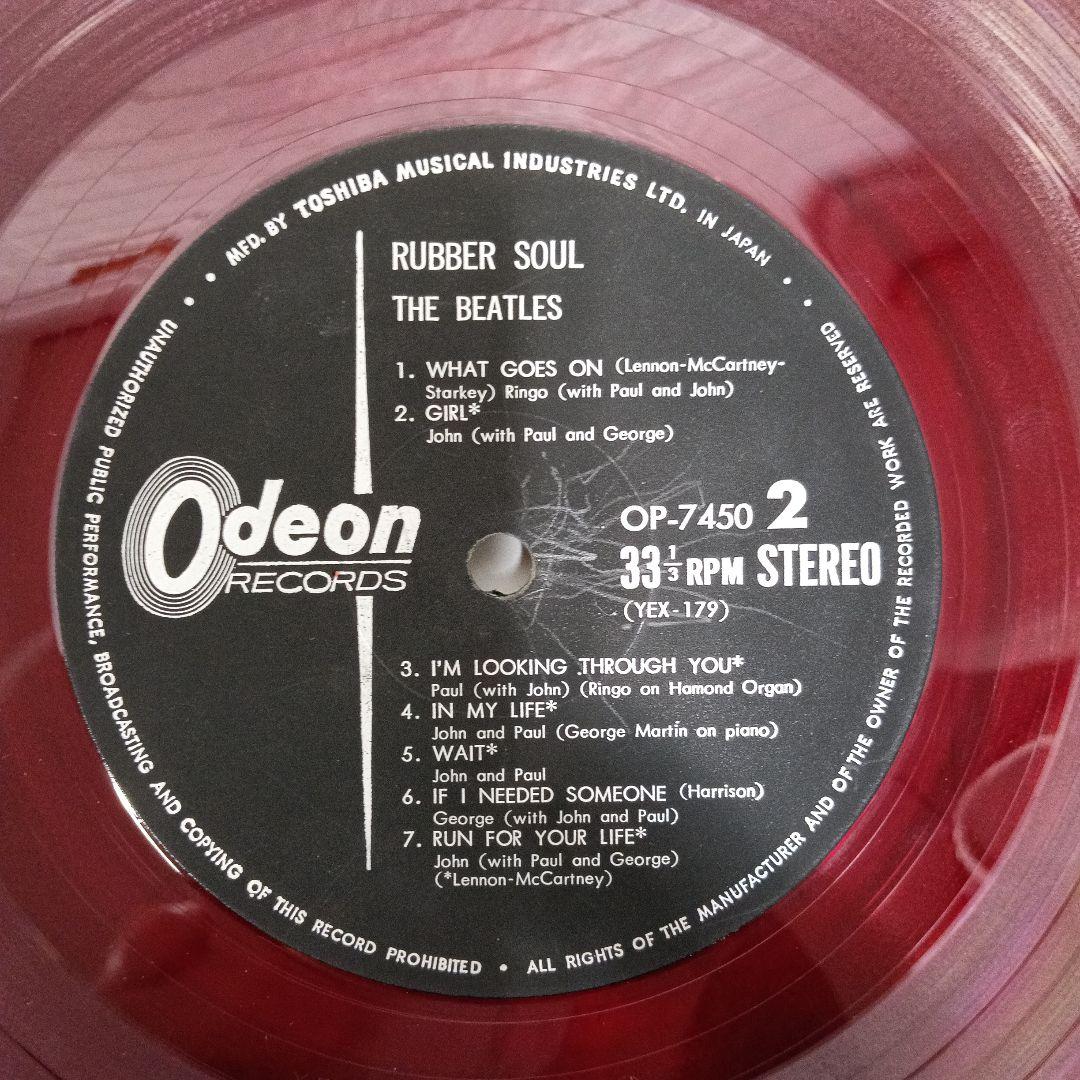 MFD. BY TOSHIBA MUSICAL INDUSTRIES LTD. IN JAPAN
RUBBER SOUL
THE BEATLES
1. WHAT GOES ON (Lennon-McCartney-
Starkey) Ringo (with Paul and John)
2. GIRL*
John (with Paul and George)
Odeon
RECORDS
OP-7450 2
33 1/3 RPM STEREO
(YEX-179)
3. I'M LOOKING THROUGH YOU*
Paul (with John) (Ringo on Hamond Organ)
4. IN MY LIFE*
John and Paul (George Martin on piano)
5. WAIT*
John and Paul
6. IF I NEEDED SOMEONE (Harrison)
George (with John and Paul)
7. RUN FOR YOUR LIFE*
John (with Paul and George)
(*Lennon-McCartney)
UNAUTHORIZED PUBLIC PERFORMANCE, BROADCASTING AND COPYING OF THIS RECORD PROHIBITED • ALL RIGHTS OF THE MANUFACTURER AND OF THE OWNER OF THE RECORDED WORK ARE RESERVED